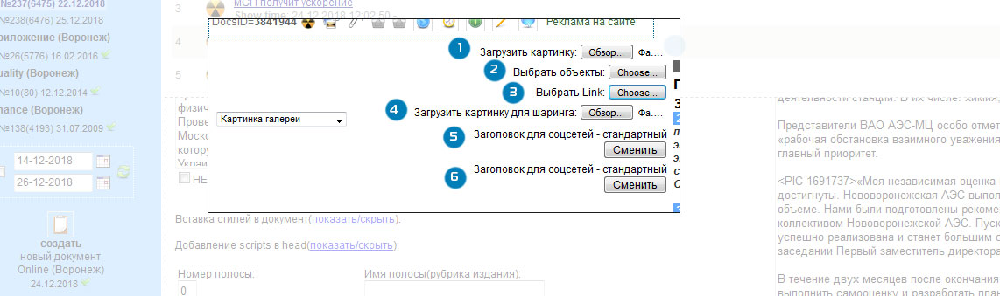 №237(6475) 22.12.2018
№238(6476) 25.12.2018
риложение (Воронеж)
№26(5776) 16.02.2016
uality (Воронеж)
№10(80) 12.12.2014
nance (Воронеж)
№138(4193) 31.07.2009
14-12-2018
26-12-2018
создать
новый документ
Online (Воронеж)
24.12.2018
3
МСП получит ускорение
Show time: 24.12.2018 12:02:50 -
4
5
DocsID=3841944
Реклама на сайте
1 Загрузить картинку: Обзор... Фа....
2 Выбрать объекты: Choose...
3 Выбрать Link: Choose...
Картинка галереи
4 Загрузить картинку для шаринга: Обзор... Фа....
5 Заголовок для соцсетей - стандартный
Сменить
6 Заголовок для соцсетей - стандартный
Сменить
физич
Прове
Моско
котору
Украи
НЕ
Вставка стилей в документ(показать/скрыть):
Добавление scripts в head(показать/скрыть):
Номер полосы:
Имя полосы(рубрика издания):
0
деятельности станции. В их числе: химия,
Представители ВАО АЭС-МЦ особо отмет
«рабочая обстановка взаимного уважения
главный приоритет.
<PIC 1691737>«Моя независимая оценка
достигнуты. Нововоронежская АЭС выпол
объеме. Нами были подготовлены рекоме
коллективом Нововоронежской АЭС. Пуск
успешно реализована и станет большим с
заседании Первый заместитель директора
В течение двух месяцев после окончания
выполнить самооценку и разработать план